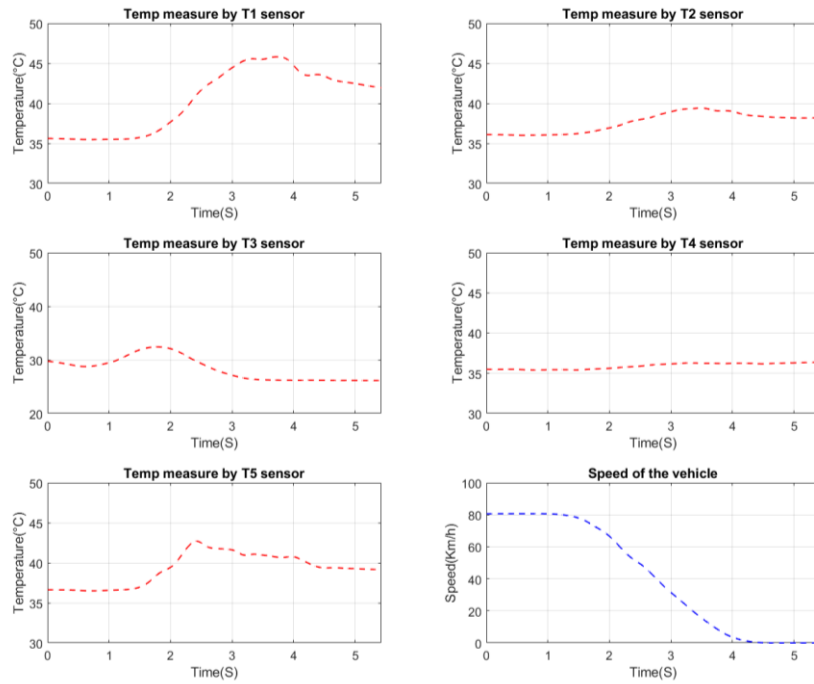 Temp measure by T1 sensor
50
45
40
35
30
Temperature(°C)
0 1 2 3 4 5
Time(S)
Temp measure by T2 sensor
50
45
40
35
30
Temperature(°C)
0 1 2 3 4 5
Time(S)
Temp measure by T3 sensor
50
40
30
20
Temperature(°C)
0 1 2 3 4 5
Time(S)
Temp measure by T4 sensor
50
45
40
35
30
Temperature(°C)
0 1 2 3 4 5
Time(S)
Temp measure by T5 sensor
50
45
40
35
30
Temperature(°C)
0 1 2 3 4 5
Time(S)
Speed of the vehicle
100
80
60
40
20
0
Speed(Km/h)
0 1 2 3 4 5
Time(S)